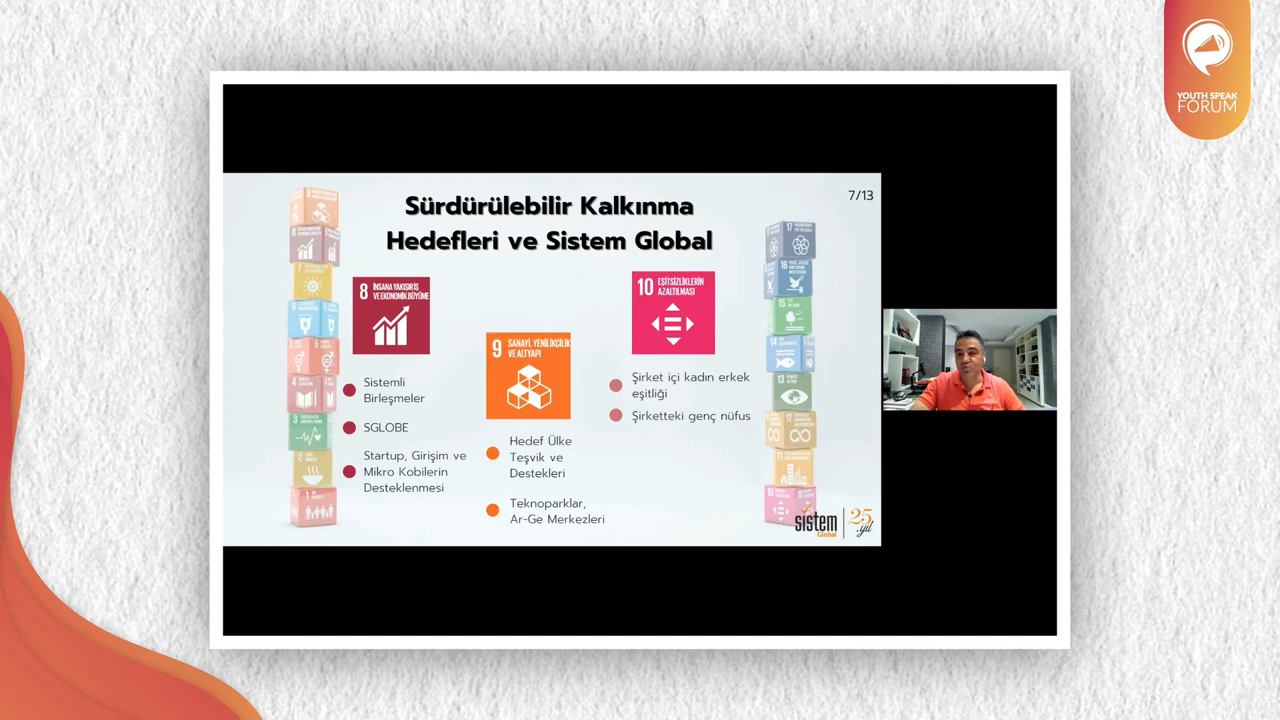 YOUTH SPEAK
FORUM
7/13
Sürdürülebilir Kalkınma
Hedefleri ve Sistem Global
8 İNSANA YAKIŞIR İŞ
VE EKONOMİK BÜYÜME
Sistemli
Birleşmeler
SGLOBE
Startup, Girişim ve
Mikro Kobilerin
Desteklenmesi
9 SANAYİ, YENİLİKÇİLİK
VE ALTYAPI
Hedef Ülke
Teşvik ve
Destekleri
Teknoparklar,
Ar-Ge Merkezleri
10 EŞİTSİZLİKLERİN
AZALTILMASI
Şirket içi kadın erkek
eşitliği
Şirketteki genç nüfus
sistem
Global
25
.yıl